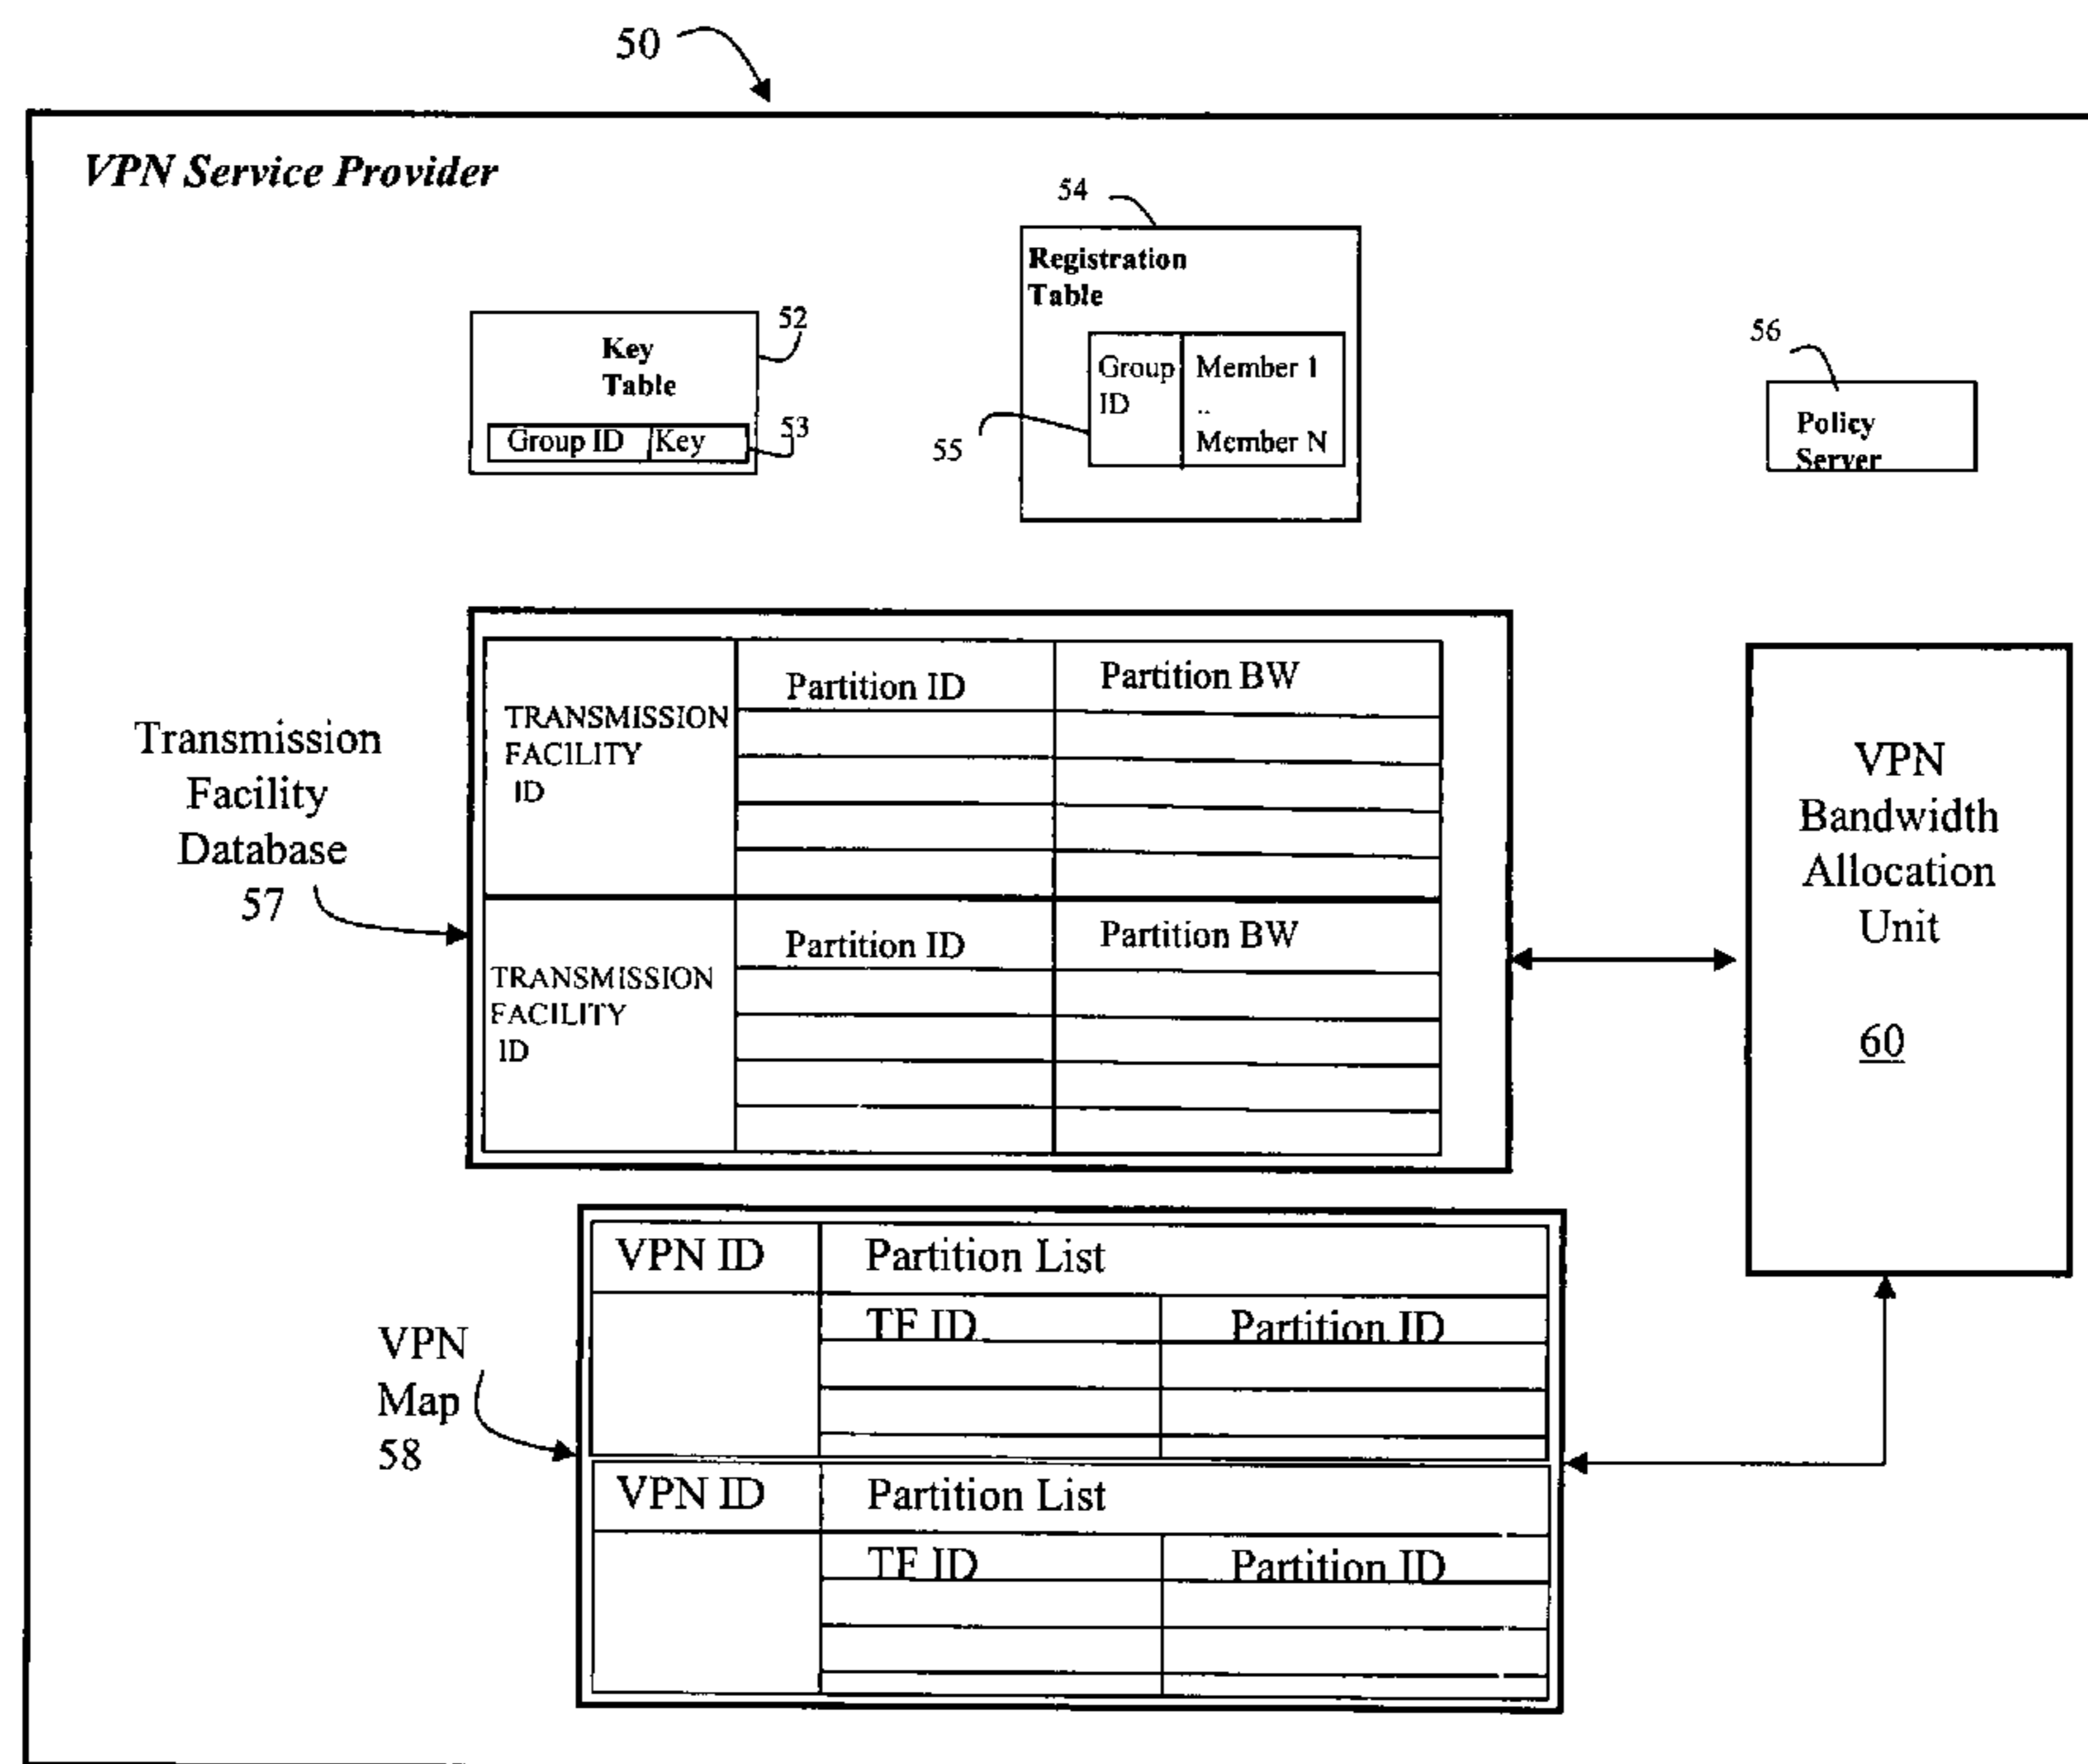 50
VPN Service Provider
54
Registration
Table
Group
ID
Member 1
..
Member N
55
52
Key
Table
Group ID
Key
53
56
Policy
Server
Transmission
Facility
Database
57
TRANSMISSION
FACILITY
ID
Partition ID
Partition BW
TRANSMISSION
FACILITY
ID
Partition ID
Partition BW
VPN
Bandwidth
Allocation
Unit
60
VPN
Map
58
VPN ID
Partition List
TF ID
Partition ID
VPN ID
Partition List
TF ID
Partition ID